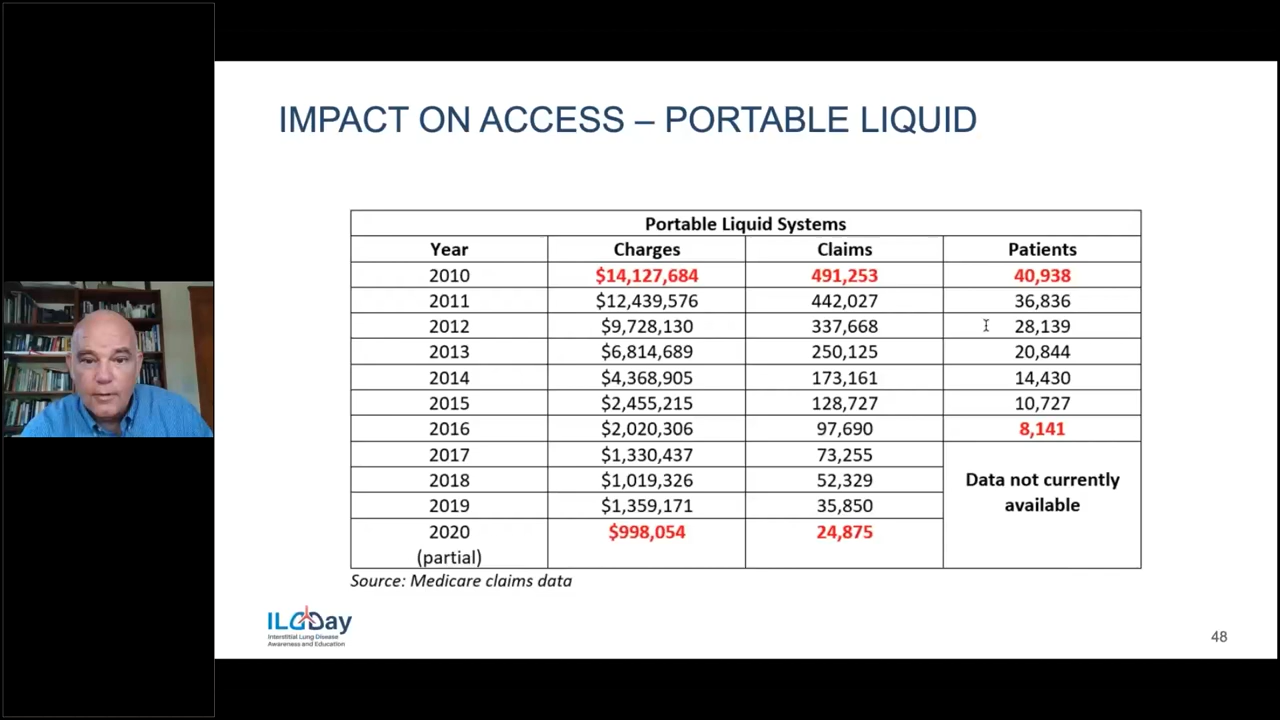 IMPACT ON ACCESS – PORTABLE LIQUID
Portable Liquid Systems
Year Charges Claims Patients
2010 $14,127,684 491,253 40,938
2011 $12,439,576 442,027 36,836
2012 $9,728,130 337,668 28,139
2013 $6,814,689 250,125 20,844
2014 $4,368,905 173,161 14,430
2015 $2,455,215 128,727 10,727
2016 $2,020,306 97,690 8,141
2017 $1,330,437 73,255
2018 $1,019,326 52,329 Data not currently
2019 $1,359,171 35,850 available
2020 $998,054 24,875
(partial)
Source: Medicare claims data
ILDDay
Interstitial Lung Disease
Awareness and Education
48